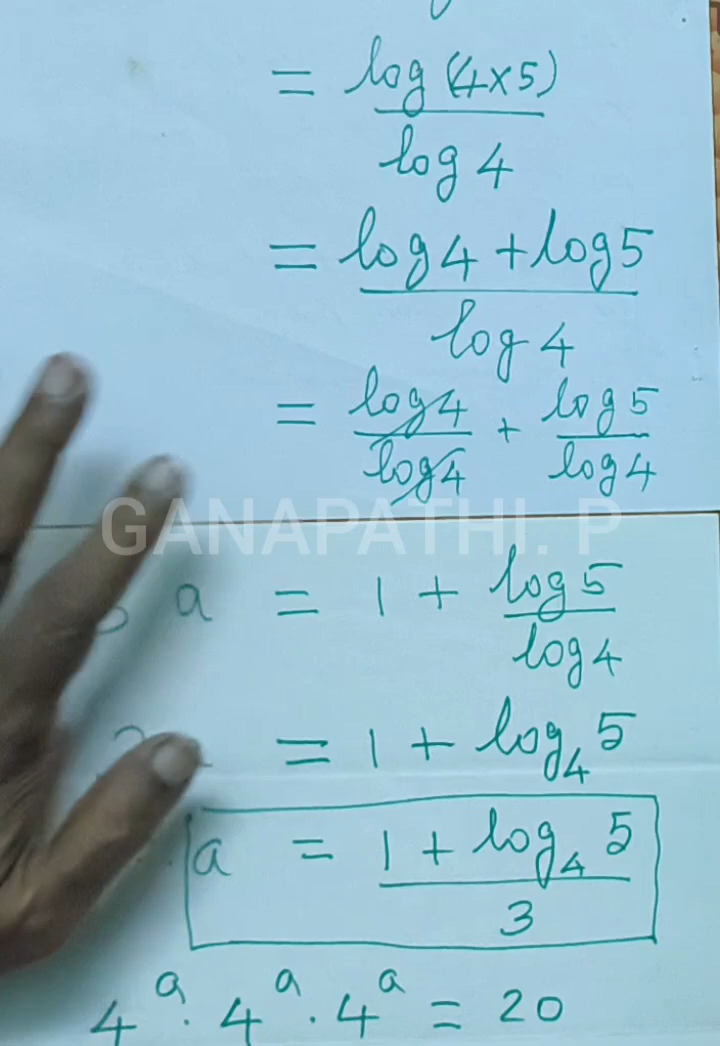 = log (4×5) / log 4
= log 4 + log 5 / log 4
= log 4 / log 4 + log 5 / log 4
GANAPATHI. P
a = 1 + log 5 / log 4
= 1 + log₄ 5
a = 1 + log₄ 5 / 3
4ᵃ · 4ᵃ · 4ᵃ = 20